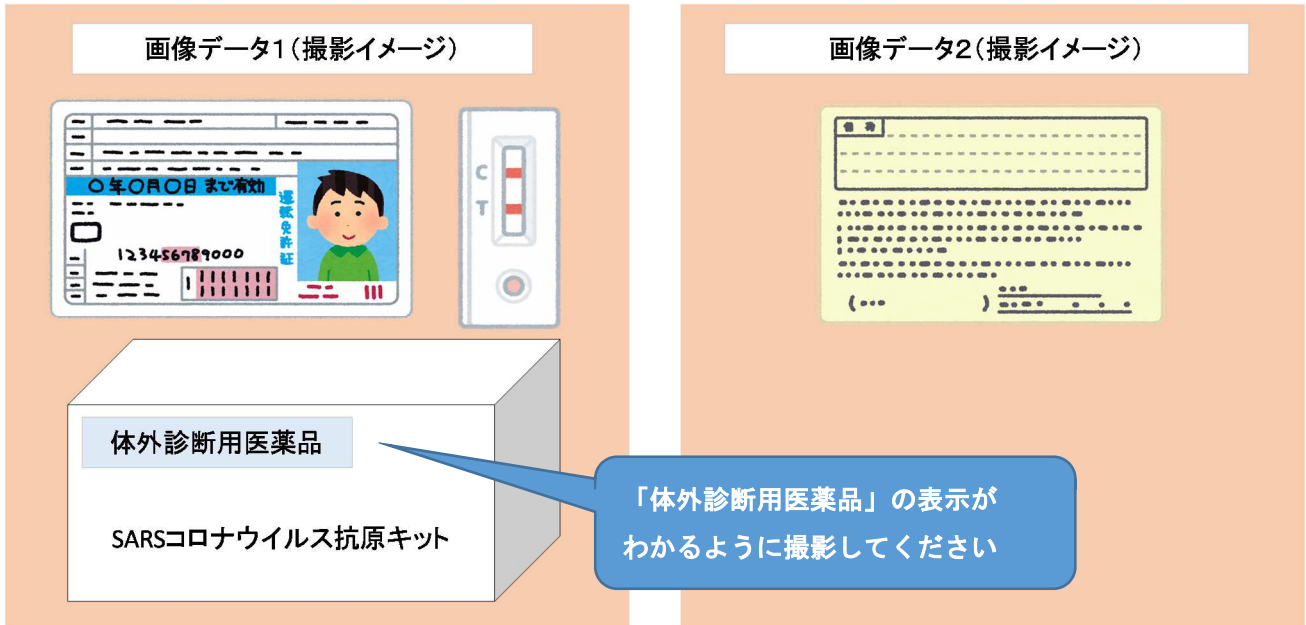 画像データ1(撮影イメージ)
〇年〇月〇日 まで有効
運転免許証
123456789000
C
T
体外診断用医薬品
SARSコロナウイルス抗原キット
「体外診断用医薬品」の表示が
わかるように撮影してください
画像データ2(撮影イメージ)
備考